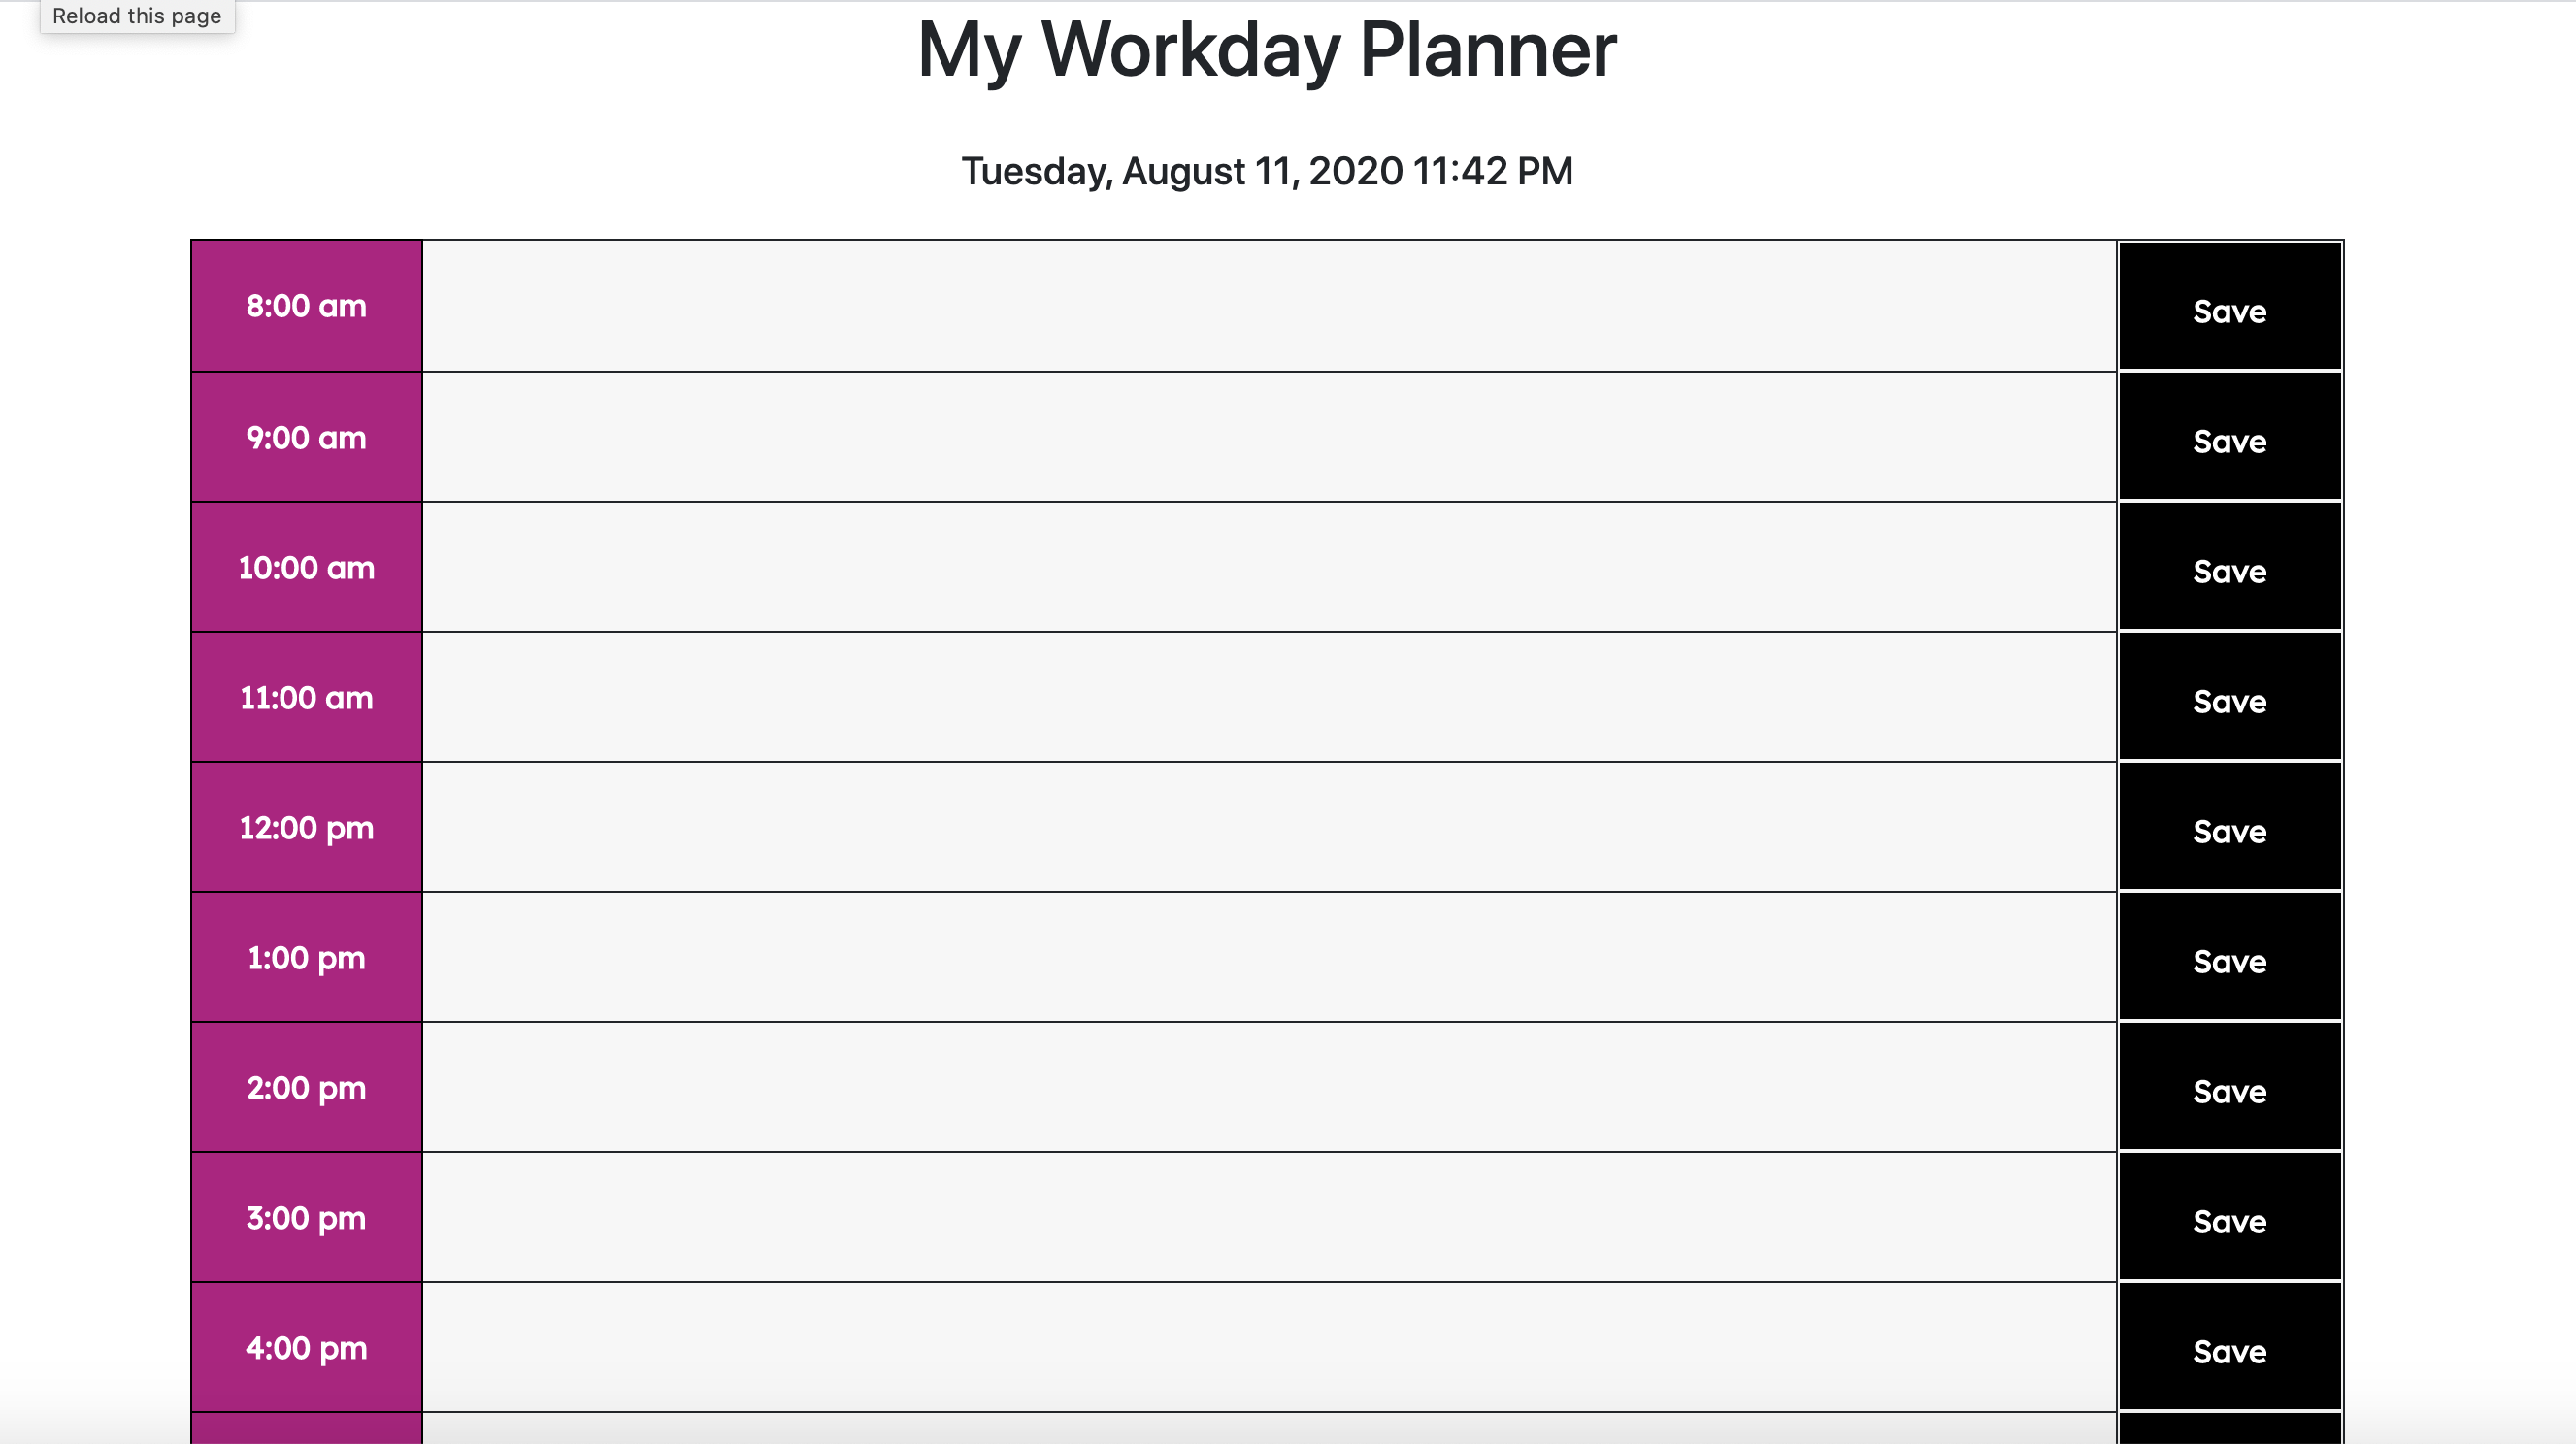 Reload this page
My Workday Planner
Tuesday, August 11, 2020 11:42 PM
8:00 am Save
9:00 am Save
10:00 am Save
11:00 am Save
12:00 pm Save
1:00 pm Save
2:00 pm Save
3:00 pm Save
4:00 pm Save